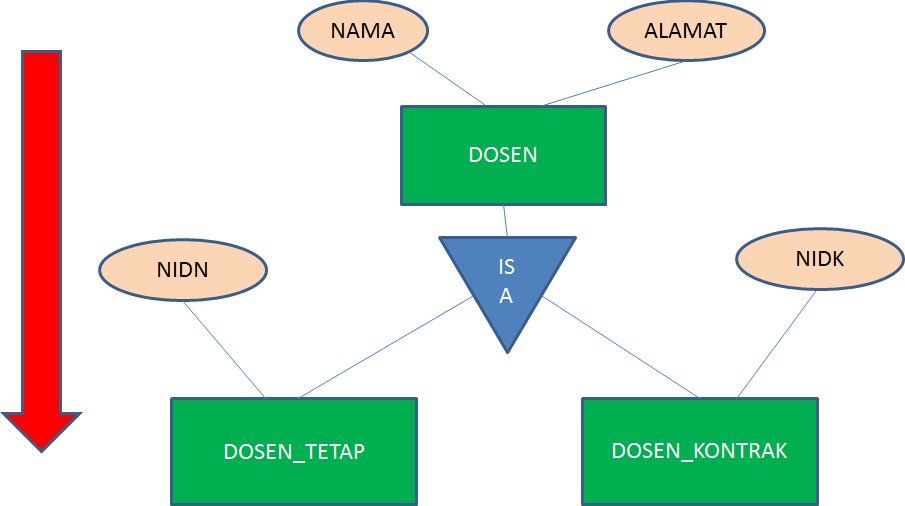 NAMA
ALAMAT
DOSEN
NIDN
IS
A
NIDK
DOSEN_TETAP
DOSEN_KONTRAK